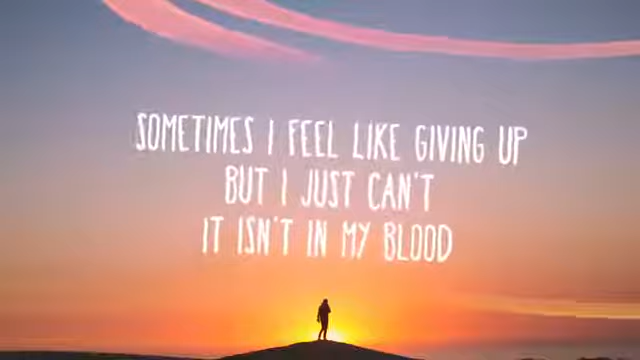 SOMETIMES I FEEL LIKE GIVING UP
BUT I JUST CAN'T
IT ISN'T IN MY BLOOD